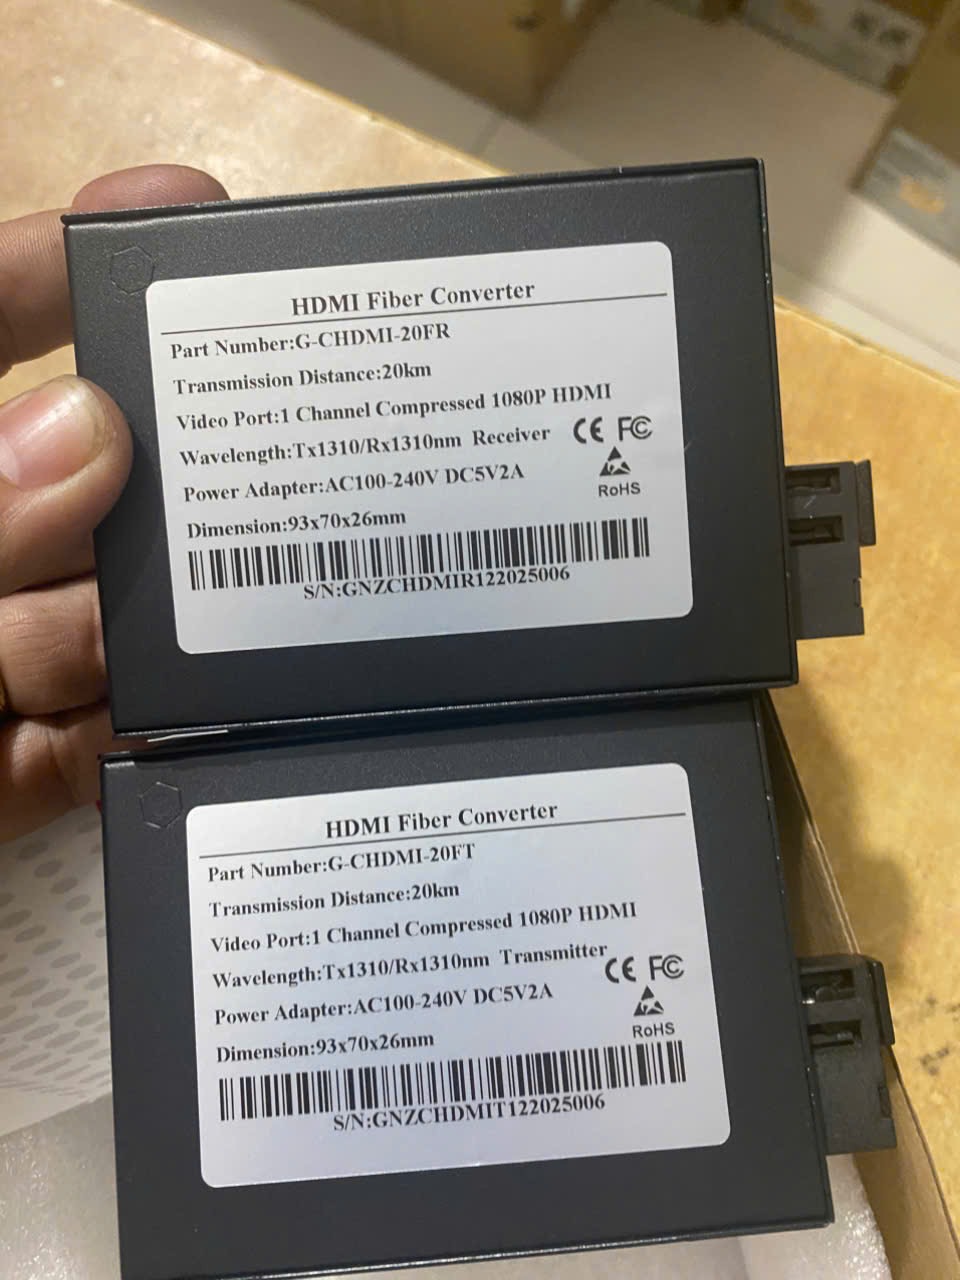 HDMI Fiber Converter
Part Number:G-CHDMI-20FR
Transmission Distance:20km
Video Port:1 Channel Compressed 1080P HDMI
Wavelength:Tx1310/Rx1310nm Receiver CE FC
Power Adapter:AC100-240V DC5V2A
RoHS
Dimension:93x70x26mm
S/N:GNZCHDMIR122025006
HDMI Fiber Converter
Part Number:G-CHDMI-20FT
Transmission Distance:20km
Video Port:1 Channel Compressed 1080P HDMI
Wavelength:Tx1310/Rx1310nm Transmitter CE FC
Power Adapter:AC100-240V DC5V2A
RoHS
Dimension:93x70x26mm
S/N:GNZCHDMIT122025006